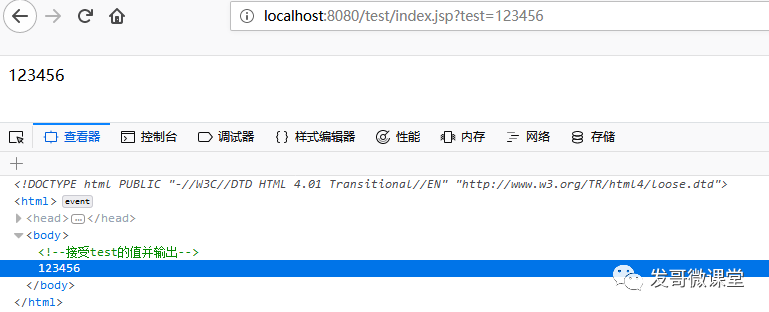 localhost:8080/test/index.jsp?test=123456
123456
查看器 控制台 调试器 {} 样式编辑器 性能 内存 网络 存储
<!DOCTYPE html PUBLIC "-//W3C//DTD HTML 4.01 Transitional//EN" "http://www.w3.org/TR/html4/loose.dtd">
<html> event
<head>…</head>
<body>
<!--接受test的值并输出-->
123456
</body>
</html>
发哥微课堂